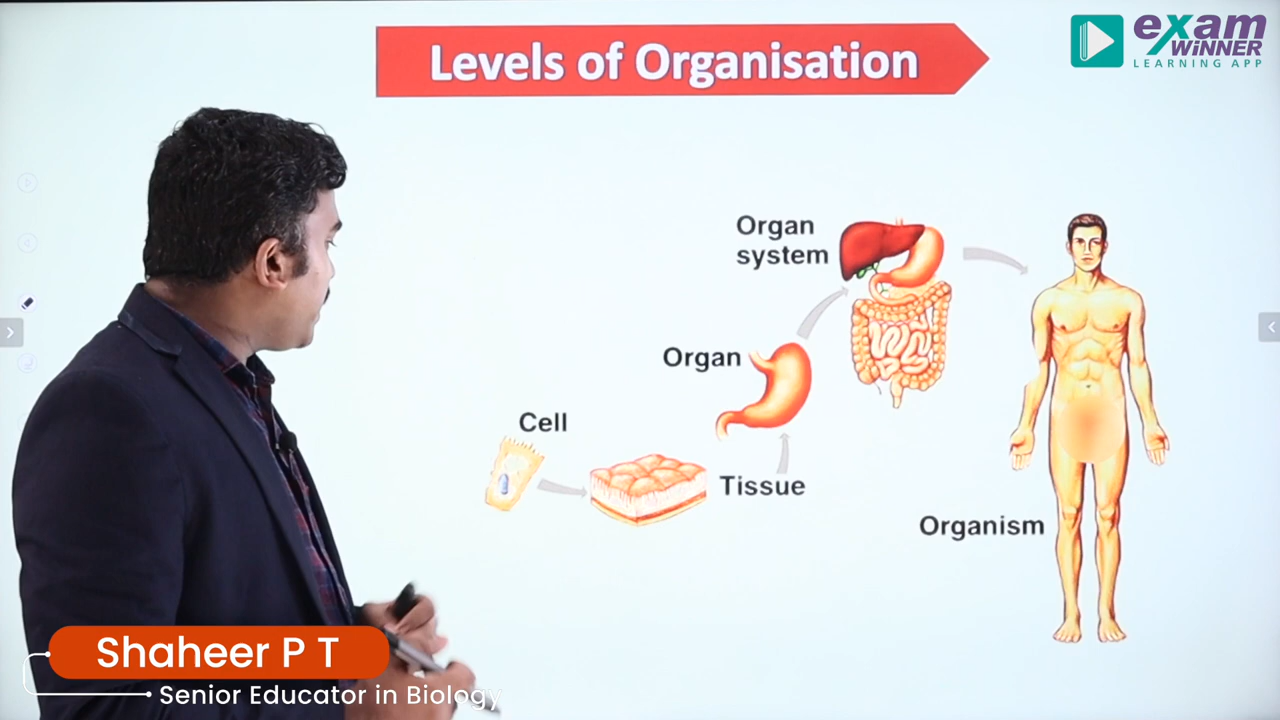 Levels of Organisation
exam
WiNNER
LEARNING APP
Organ
system
Organ
Cell
Tissue
Organism
Shaheer P T
Senior Educator in Biology